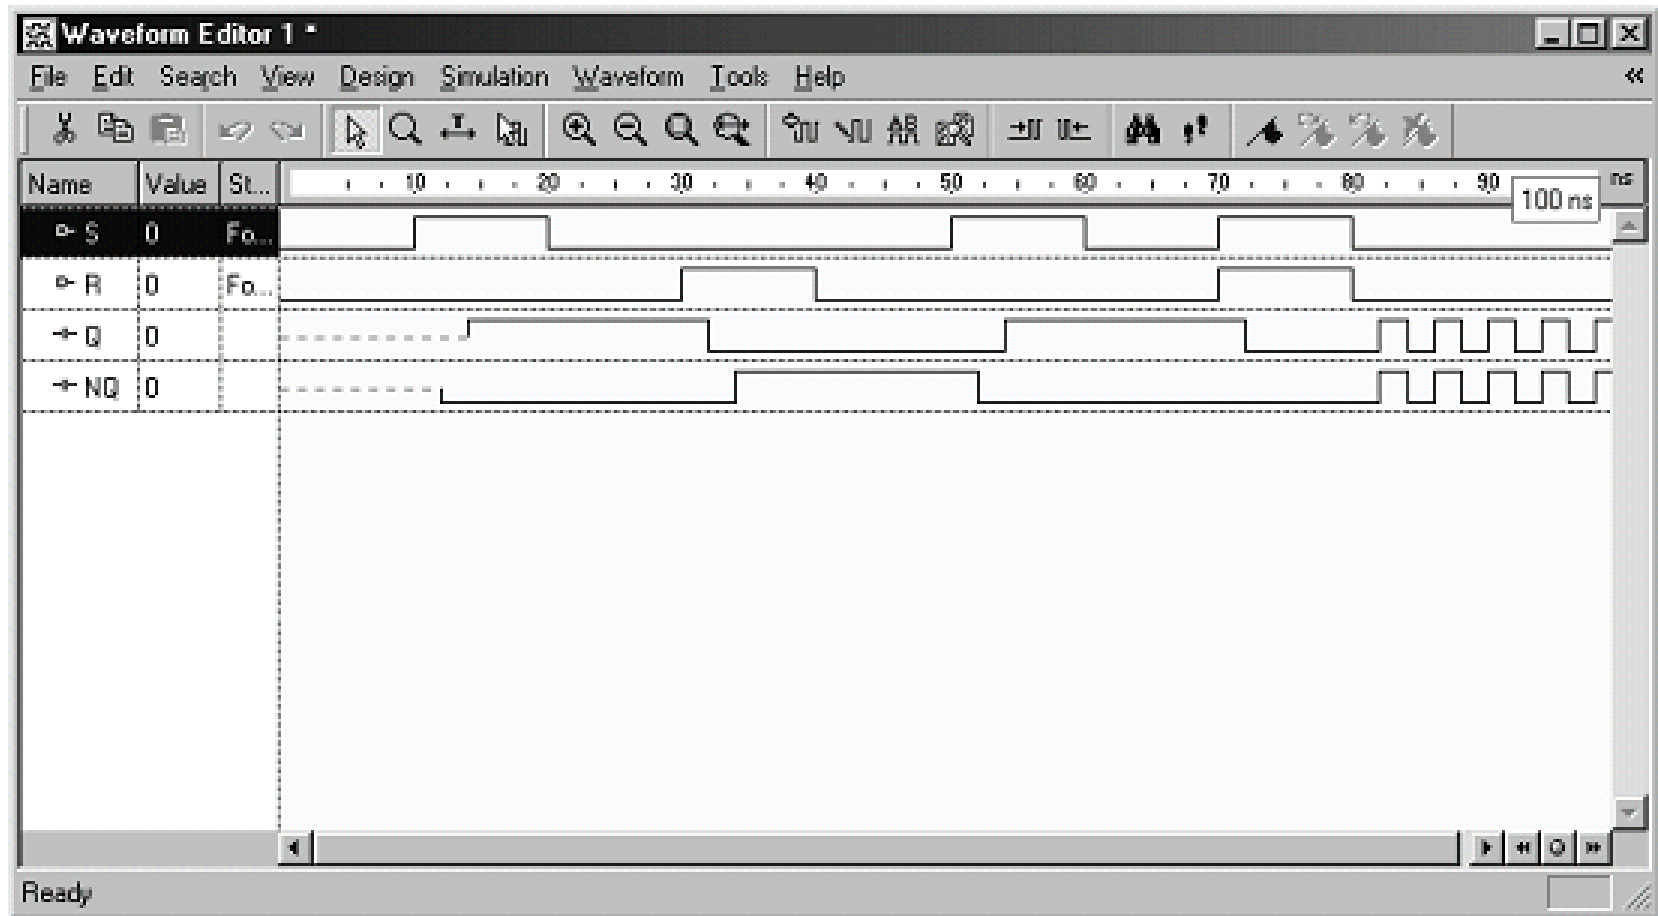 Waveform Editor 1 *
File Edit Search View Design Simulation Waveform Tools Help
Name Value St... 10 20 30 40 50 60 70 80 90 ns
100 ns
S 0 Fo...
R 0 Fo...
Q 0
NQ 0
Ready